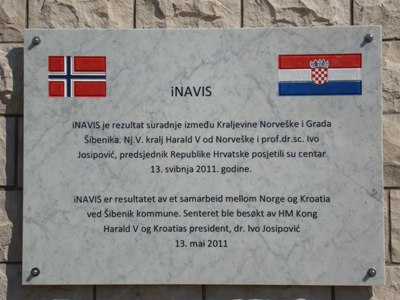 iNAVIS
iNAVIS je rezultat suradnje između Kraljevine Norveške i Grada
Šibenika. Nj.V. kralj Harald V od Norveške i prof.dr.sc. Ivo
Josipović, predsjednik Republike Hrvatske posjetili su centar
13. svibnja 2011. godine.
iNAVIS er resultatet av et samarbeid mellom Norge og Kroatia
ved Šibenik kommune. Senteret ble besøkt av HM Kong
Harald V og Kroatias president, dr. Ivo Josipović
13. mai 2011